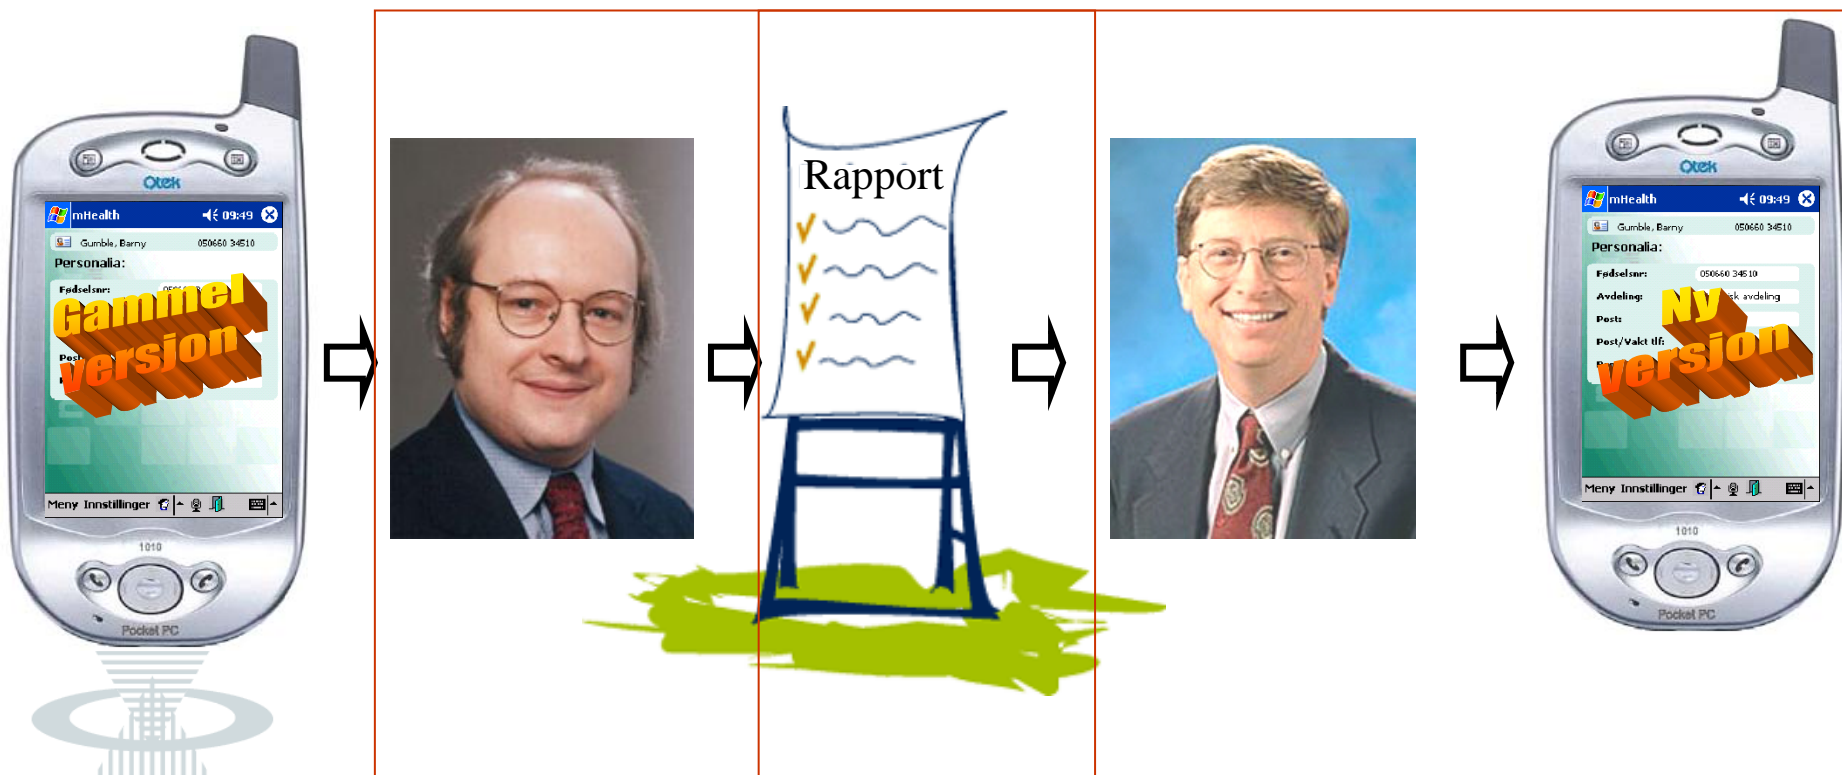 Qtek
mHealth 09:49
Gumble, Barny 050660 34510
Personalia:
Fødselsnr:
Gammel
versjon
Meny Innstillinger
1010
Pocket PC
Rapport
Qtek
mHealth 09:49
Gumble, Barny 050660 34510
Personalia:
Fødselsnr: 050660 34510
Avdeling: avdeling
Post:
Post/Vakt tlf:
Ny
versjon
Meny Innstillinger
1010
Pocket PC